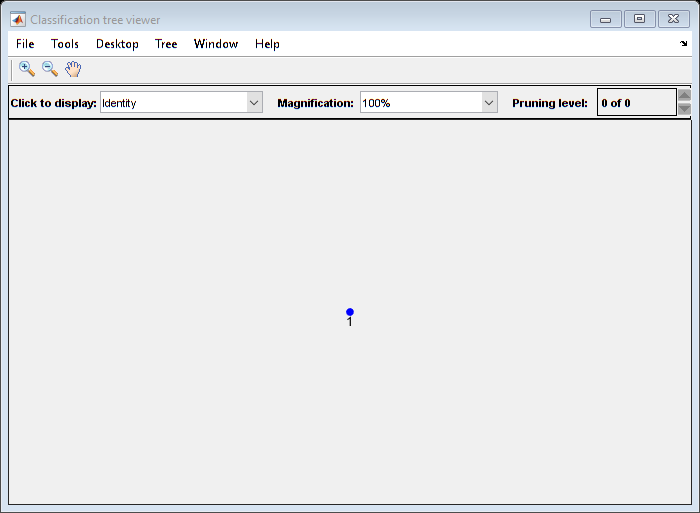 Classification tree viewer
File Tools Desktop Tree Window Help
Click to display: Identity Magnification: 100% Pruning level: 0 of 0
1